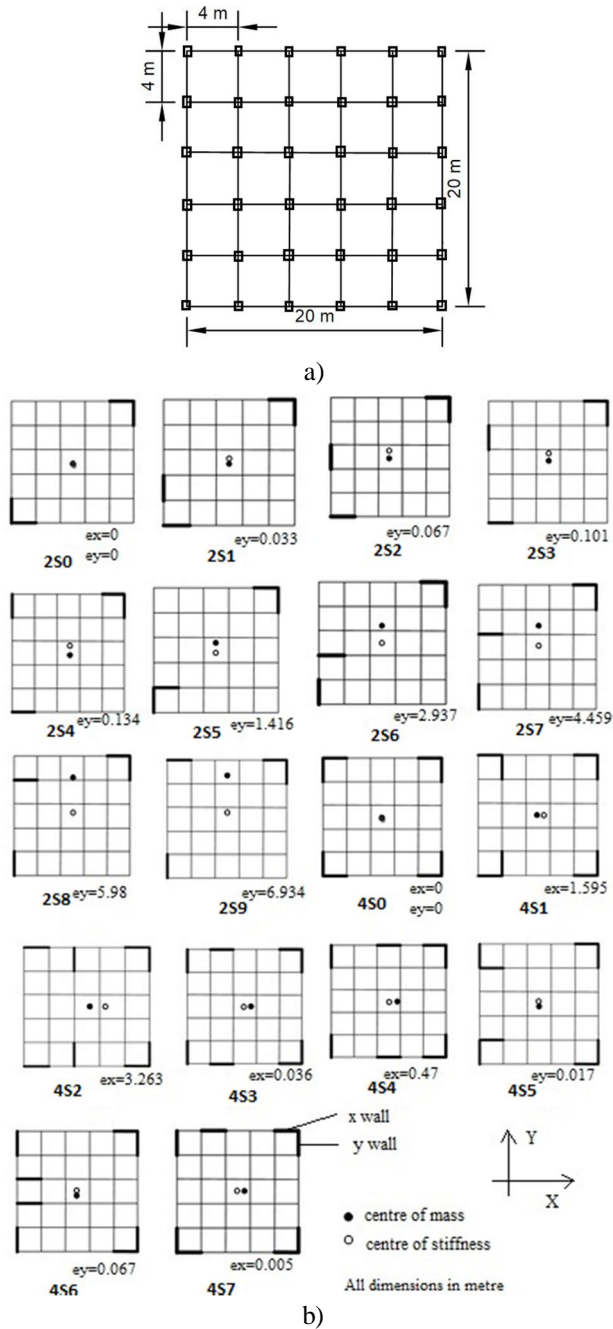 4 m
4 m
20 m
20 m
a)
ex=0
2S0 ey=0
2S1 ey=0.033
2S2 ey=0.067
2S3 ey=0.101
2S4 ey=0.134
2S5 ey=1.416
2S6 ey=2.937
2S7 ey=4.459
2S8 ey=5.98
2S9 ey=6.934
4S0 ex=0
ey=0
4S1 ex=1.595
4S2 ex=3.263
4S3 ex=0.036
4S4 ex=0.47
4S5 ey=0.017
x wall
y wall
Y
X
centre of mass
centre of stiffness
4S6 ey=0.067
4S7 ex=0.005
All dimensions in metre
b)